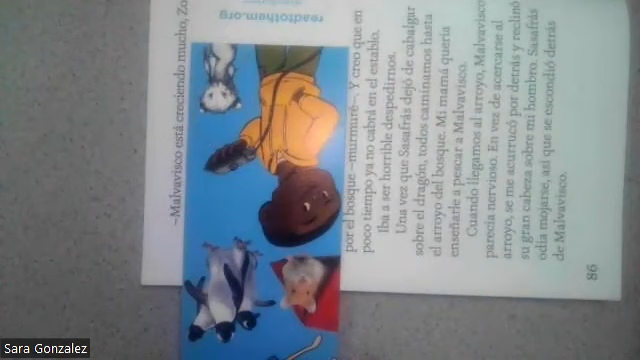 —Malvavisco está creciendo mucho, Zo
por el bosque —murmuré—. Y creo que en
poco tiempo ya no cabrá en el establo.
Iba a ser horrible despedirnos.
Una vez que Sasafrás dejó de cabalgar
sobre el dragón, todos caminamos hasta
el arroyo del bosque. Mi mamá quería
enseñarle a pescar a Malvavisco.
Cuando llegamos al arroyo, Malvavisco
parecía nervioso. En vez de acercarse al
arroyo, se me acurrucó por detrás y reclinó
su gran cabeza sobre mi hombro. Sasafrás
odia mojarse, así que se escondió detrás
de Malvavisco.
86
readtothem.org
Sara Gonzalez